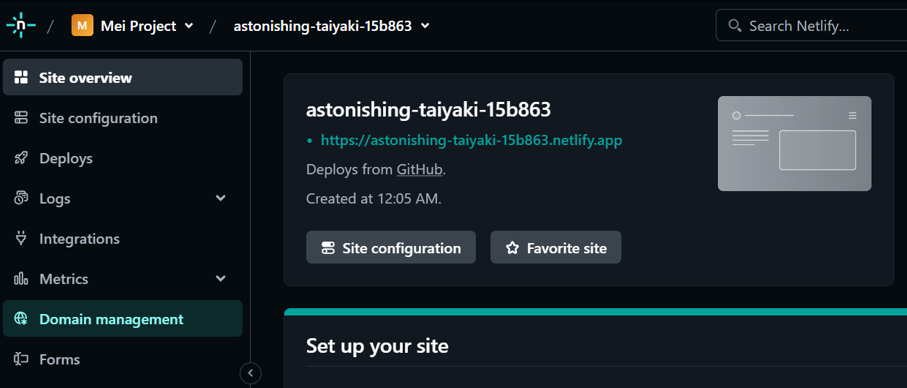 / M Mei Project / astonishing-taiyaki-15b863
Search Netlify...
Site overview
Site configuration
Deploys
Logs
Integrations
Metrics
Domain management
Forms
astonishing-taiyaki-15b863
• https://astonishing-taiyaki-15b863.netlify.app
Deploys from GitHub.
Created at 12:05 AM.
Site configuration
Favorite site
Set up your site